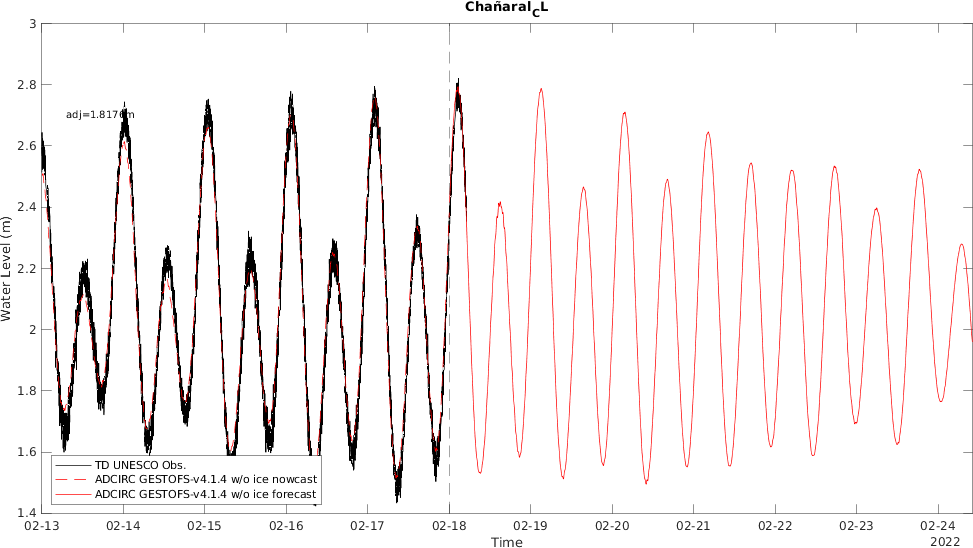 Chañaral_CL
3
2.8
adj=1.8176m
2.6
2.4
2.2
2
1.8
1.6
1.4
Water Level (m)
TD UNESCO Obs.
ADCIRC GESTOFS-v4.1.4 w/o ice nowcast
ADCIRC GESTOFS-v4.1.4 w/o ice forecast
02-13 02-14 02-15 02-16 02-17 02-18 02-19 02-20 02-21 02-22 02-23 02-24
Time
2022